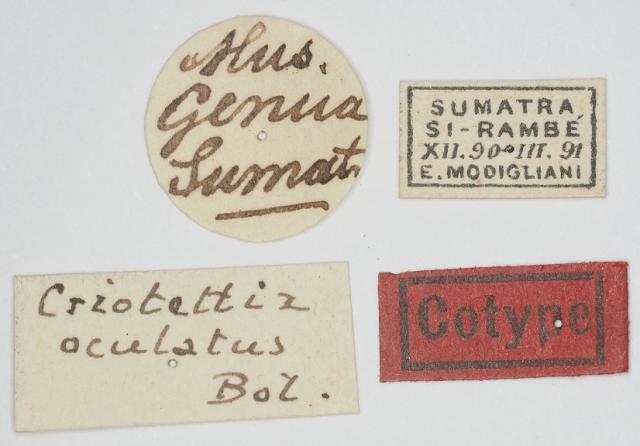 Mus.
Genua
Sumat.
SUMATRA
SI-RAMBÉ
XII.90-III.91
E. MODIGLIANI
Criotettix
oculatus
Bol.
Cotype